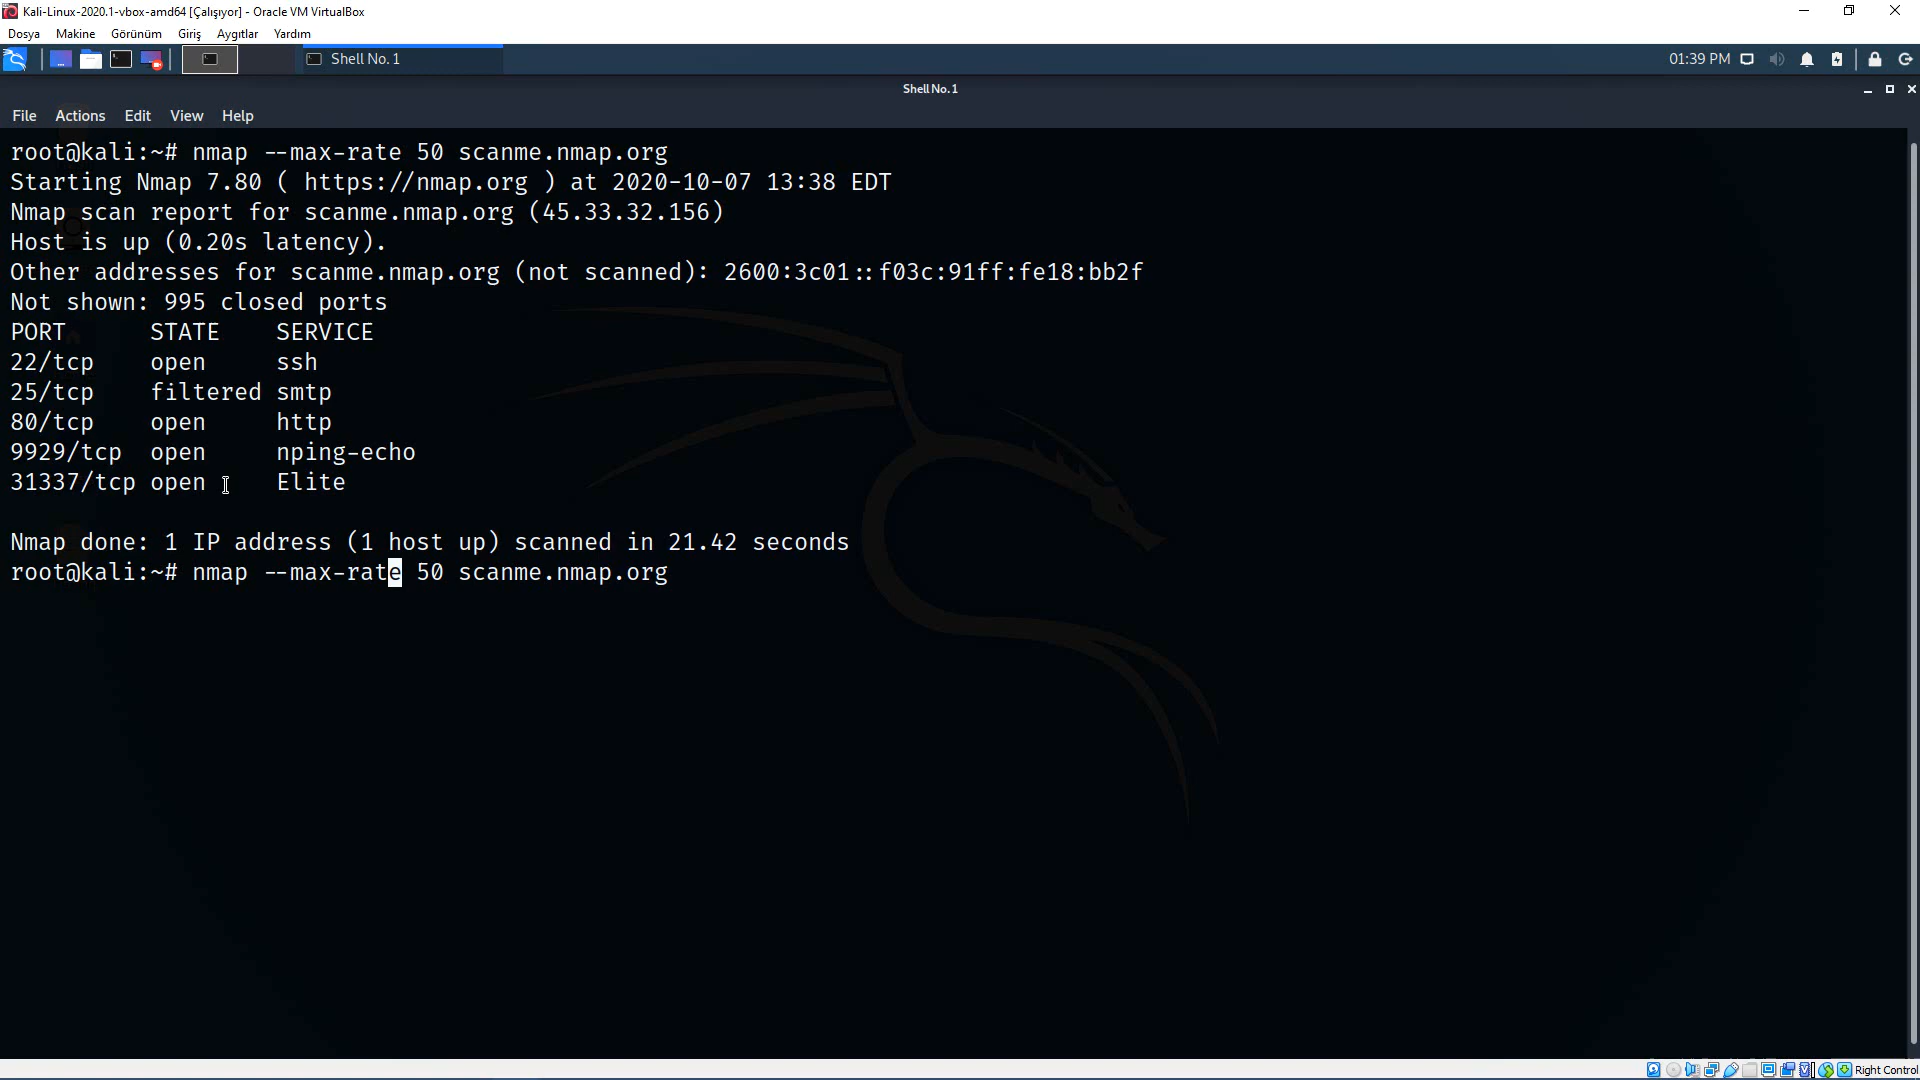 Kali-Linux-2020.1-vbox-amd64 [Çalışıyor] - Oracle VM VirtualBox
Dosya Makine Görünüm Giriş Aygıtlar Yardım
Shell No. 1
01:39 PM
Shell No. 1
File Actions Edit View Help
root@kali:~# nmap --max-rate 50 scanme.nmap.org
Starting Nmap 7.80 ( https://nmap.org ) at 2020-10-07 13:38 EDT
Nmap scan report for scanme.nmap.org (45.33.32.156)
Host is up (0.20s latency).
Other addresses for scanme.nmap.org (not scanned): 2600:3c01::f03c:91ff:fe18:bb2f
Not shown: 995 closed ports
PORT STATE SERVICE
22/tcp open ssh
25/tcp filtered smtp
80/tcp open http
9929/tcp open nping-echo
31337/tcp open Elite
Nmap done: 1 IP address (1 host up) scanned in 21.42 seconds
root@kali:~# nmap --max-rate 50 scanme.nmap.org
Right Control